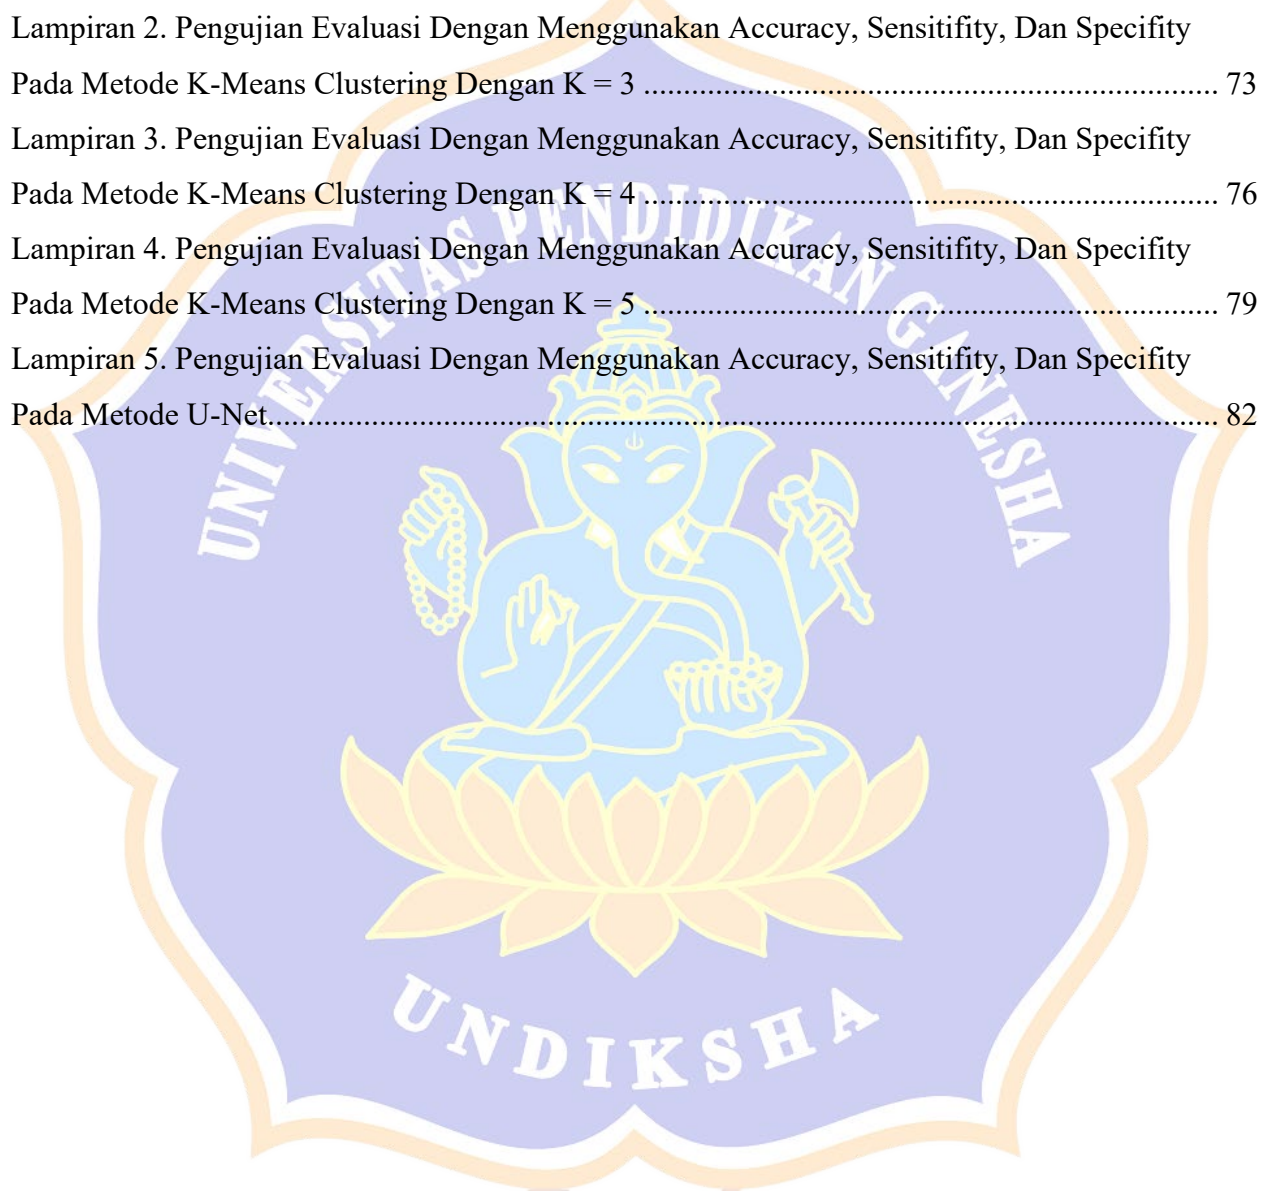 Lampiran 2. Pengujian Evaluasi Dengan Menggunakan Accuracy, Sensitifity, Dan Specifity
Pada Metode K-Means Clustering Dengan K = 3 ........................................................................ 73
Lampiran 3. Pengujian Evaluasi Dengan Menggunakan Accuracy, Sensitifity, Dan Specifity
Pada Metode K-Means Clustering Dengan K = 4 ........................................................................ 76
Lampiran 4. Pengujian Evaluasi Dengan Menggunakan Accuracy, Sensitifity, Dan Specifity
Pada Metode K-Means Clustering Dengan K = 5 ........................................................................ 79
Lampiran 5. Pengujian Evaluasi Dengan Menggunakan Accuracy, Sensitifity, Dan Specifity
Pada Metode U-Net....................................................................................................................... 82
UNIVERSITAS PENDIDIKAN GANESHA
UNDIKSHA